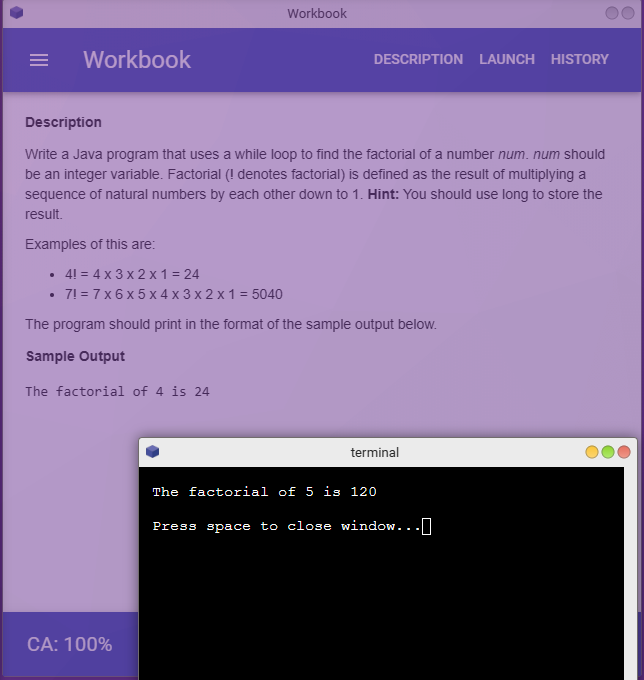 Workbook
Workbook
DESCRIPTION LAUNCH HISTORY
Description
Write a Java program that uses a while loop to find the factorial of a number num. num should
be an integer variable. Factorial (! denotes factorial) is defined as the result of multiplying a
sequence of natural numbers by each other down to 1. Hint: You should use long to store the
result.
Examples of this are:
• 4! = 4 x 3 x 2 x 1 = 24
• 7! = 7 x 6 x 5 x 4 x 3 x 2 x 1 = 5040
The program should print in the format of the sample output below.
Sample Output
The factorial of 4 is 24
terminal
The factorial of 5 is 120
Press space to close window...
CA: 100%